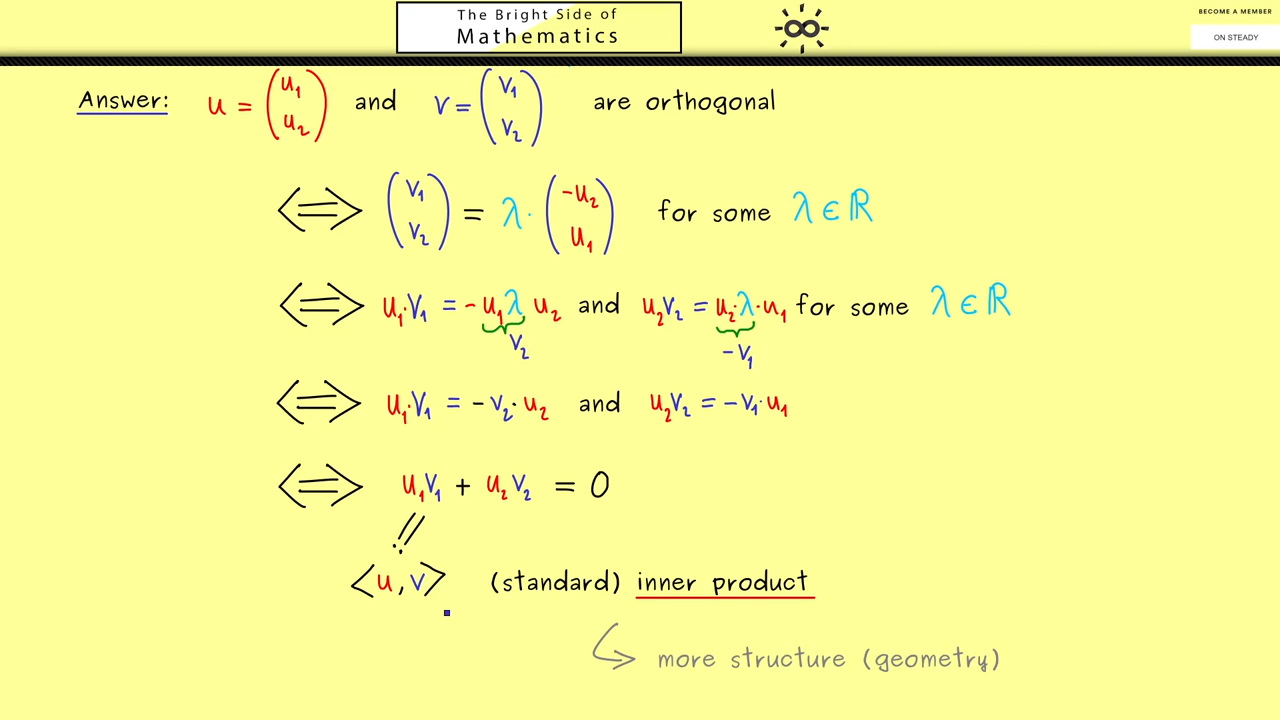 The Bright Side of
Mathematics
BECOME A MEMBER
ON STEADY
Answer: u = (u₁ u₂) and v = (v₁ v₂) are orthogonal
⟺ (v₁ v₂) = λ · (-u₂ u₁) for some λ ∈ ℝ
⟺ u₁·v₁ = - u₁λ u₂ and u₂v₂ = u₂·λ·u₁ for some λ ∈ ℝ
v₂ -v₁
⟺ u₁·v₁ = -v₂·u₂ and u₂v₂ = -v₁·u₁
⟺ u₁v₁ + u₂v₂ = 0
<u, v> (standard) inner product
more structure (geometry)